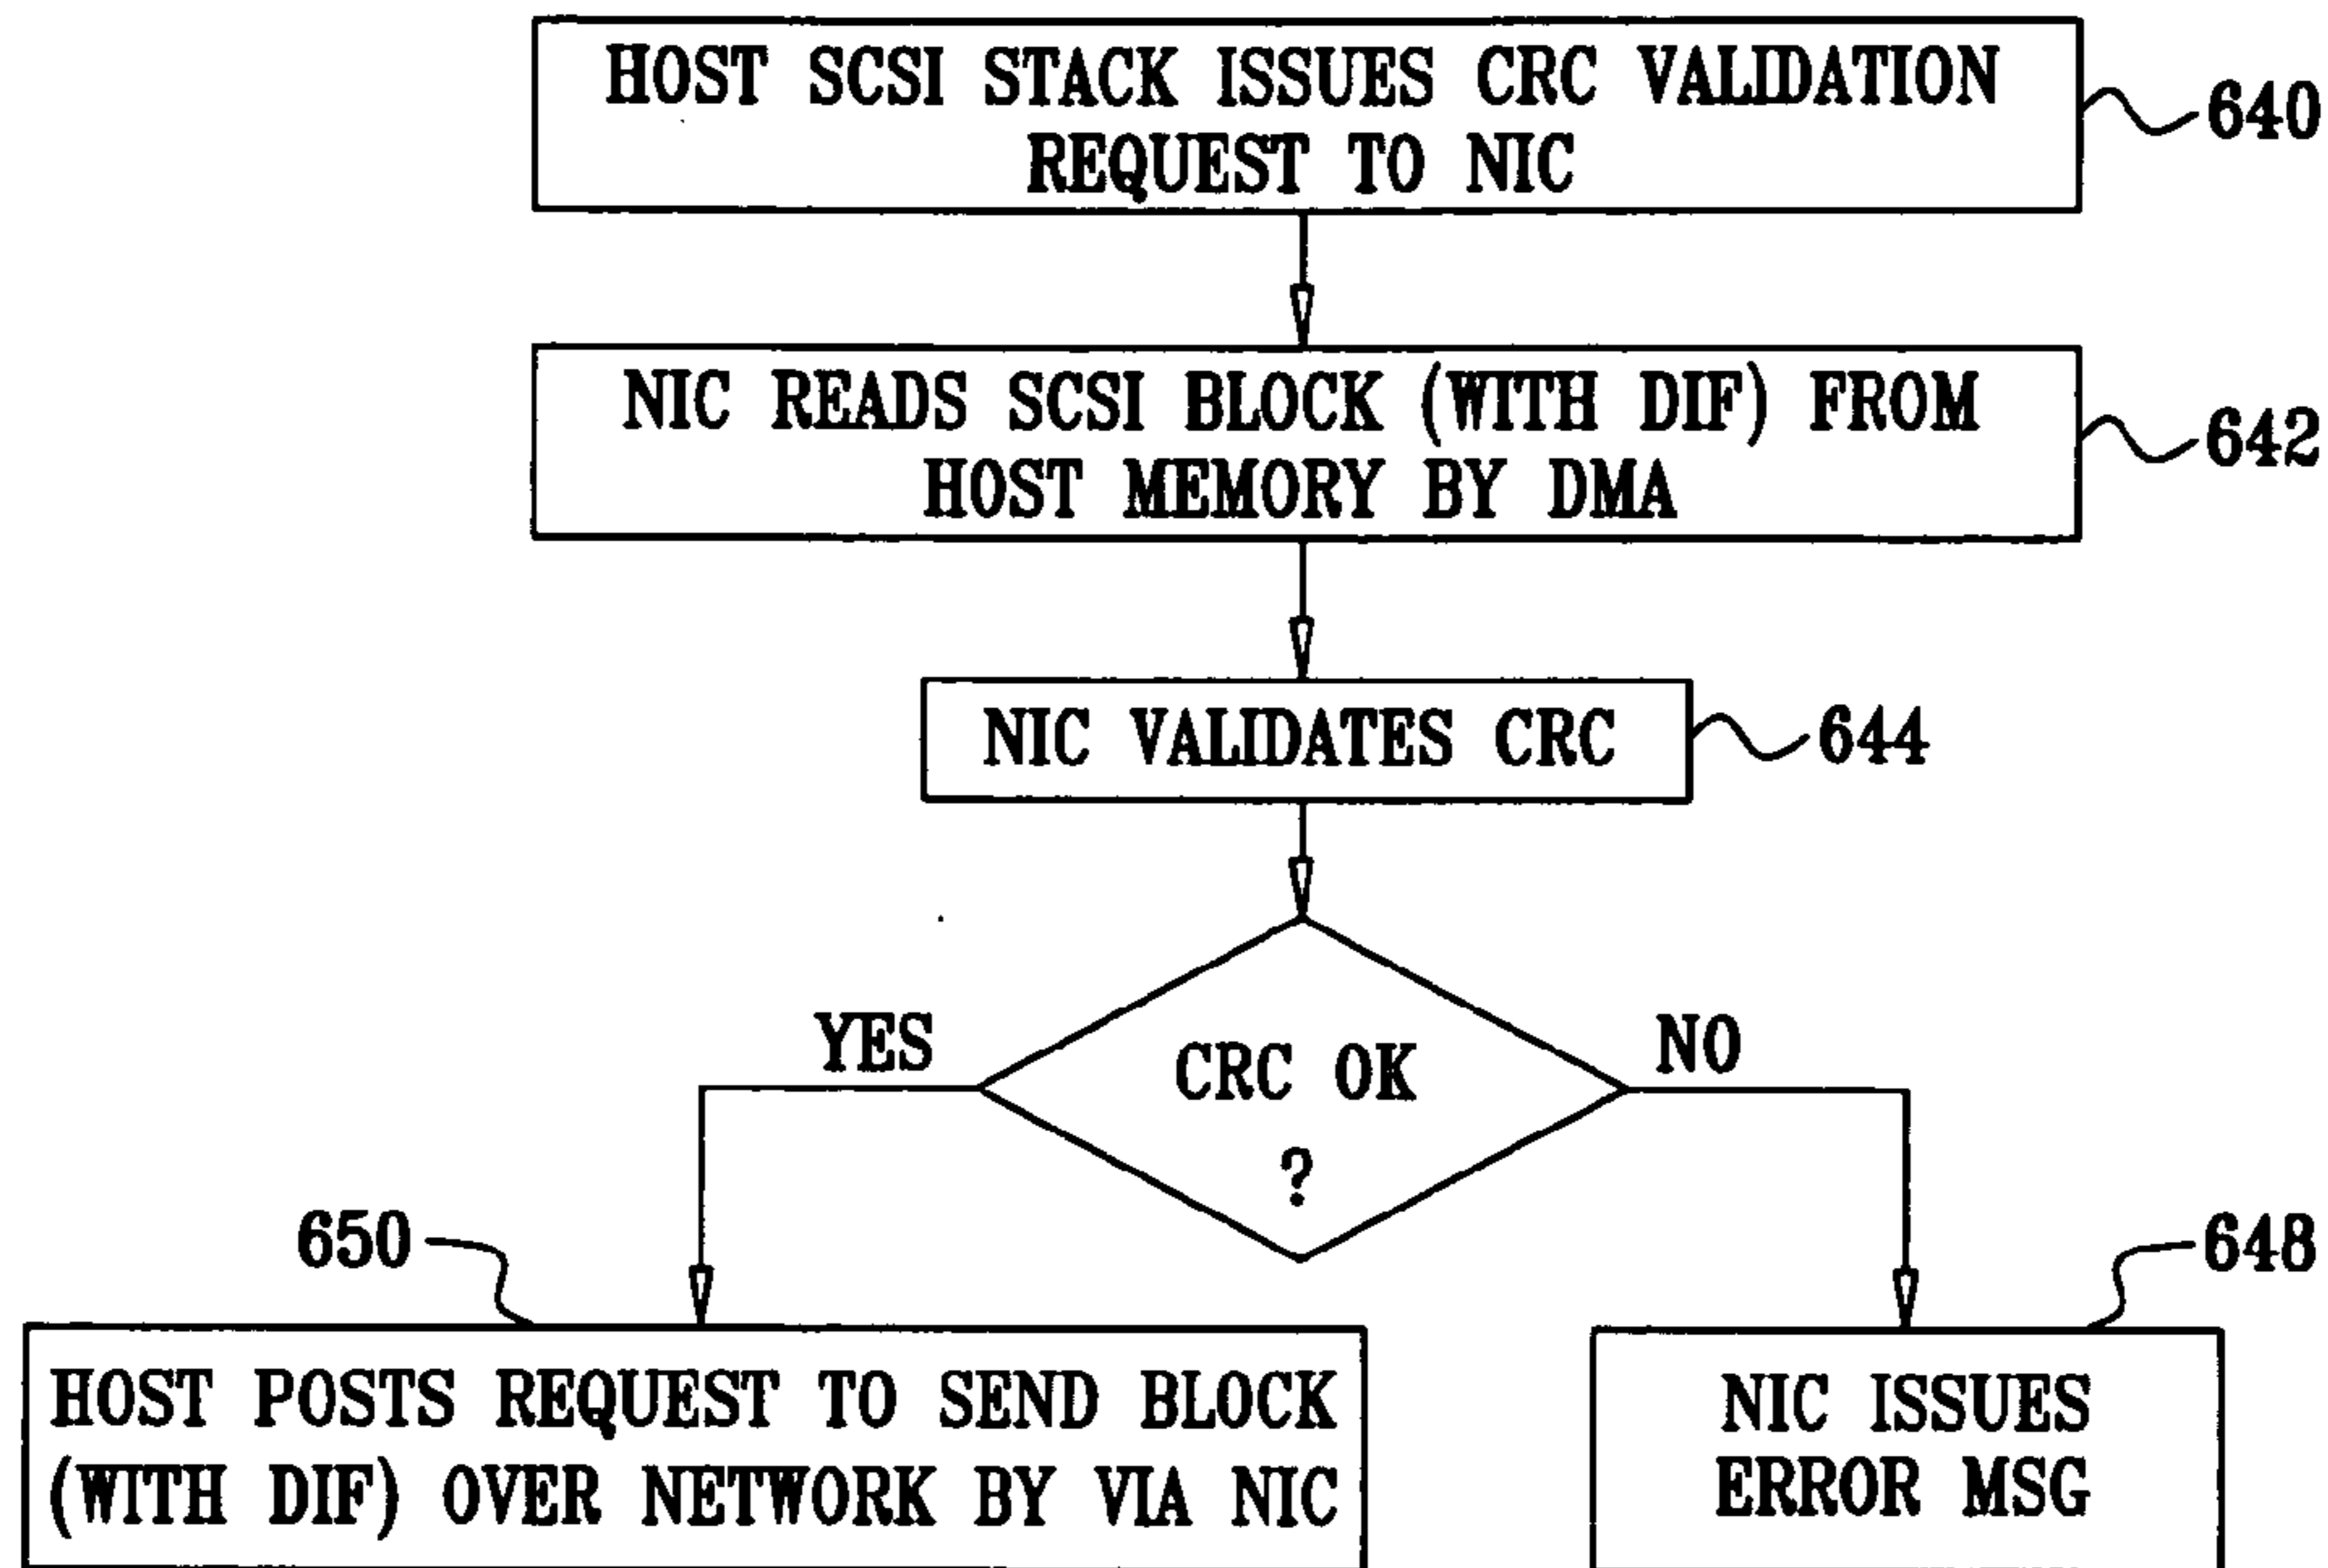 HOST SCSI STACK ISSUES CRC VALIDATION
REQUEST TO NIC
640
NIC READS SCSI BLOCK (WITH DIF) FROM
HOST MEMORY BY DMA
642
NIC VALIDATES CRC
644
YES
CRC OK
?
NO
650
648
HOST POSTS REQUEST TO SEND BLOCK
(WITH DIF) OVER NETWORK BY VIA NIC
NIC ISSUES
ERROR MSG